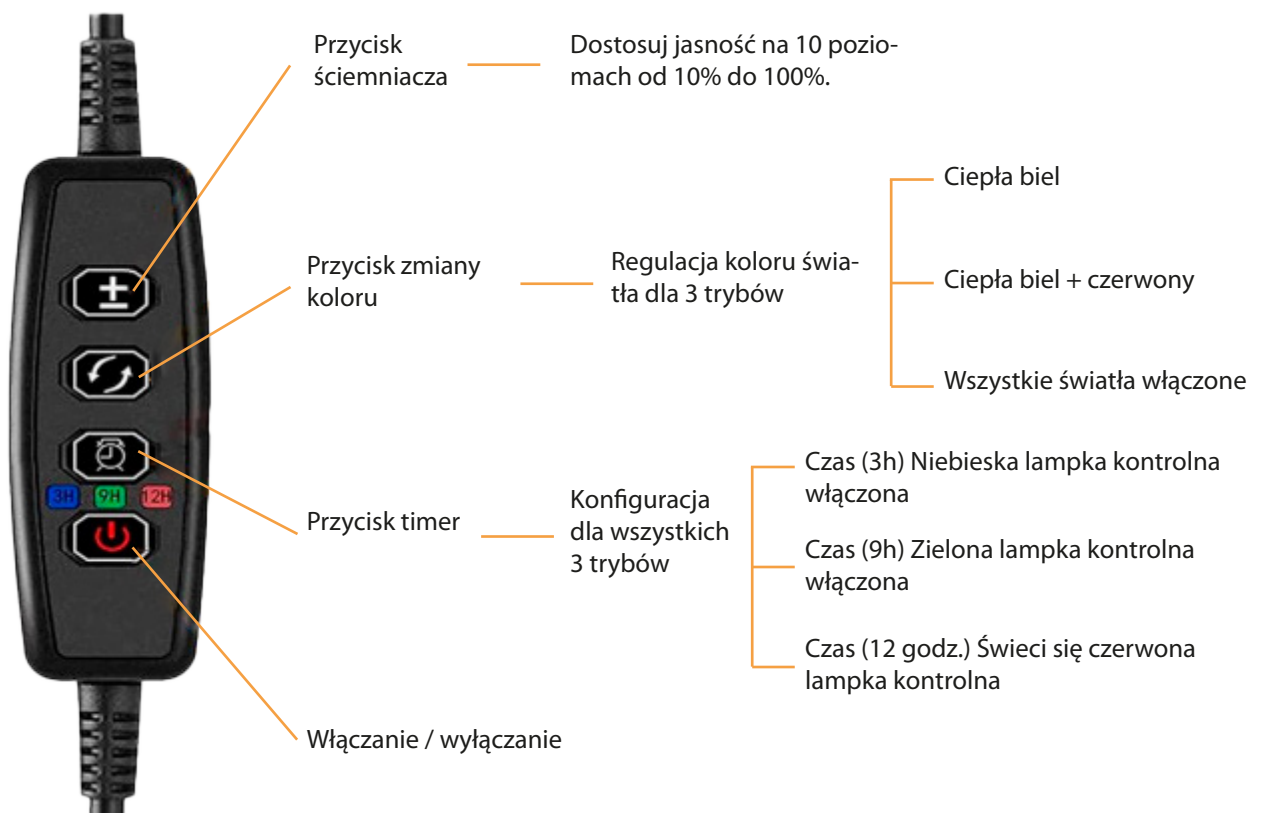 Przycisk
ściemniacza
Dostosuj jasność na 10 pozio-
mach od 10% do 100%.
Przycisk zmiany
koloru
Regulacja koloru świa-
tła dla 3 trybów
Ciepła biel
Ciepła biel + czerwony
Wszystkie światła włączone
3H 9H 12H
Przycisk timer
Konfiguracja
dla wszystkich
3 trybów
Czas (3h) Niebieska lampka kontrolna
włączona
Czas (9h) Zielona lampka kontrolna
włączona
Czas (12 godz.) Świeci się czerwona
lampka kontrolna
Włączanie / wyłączanie